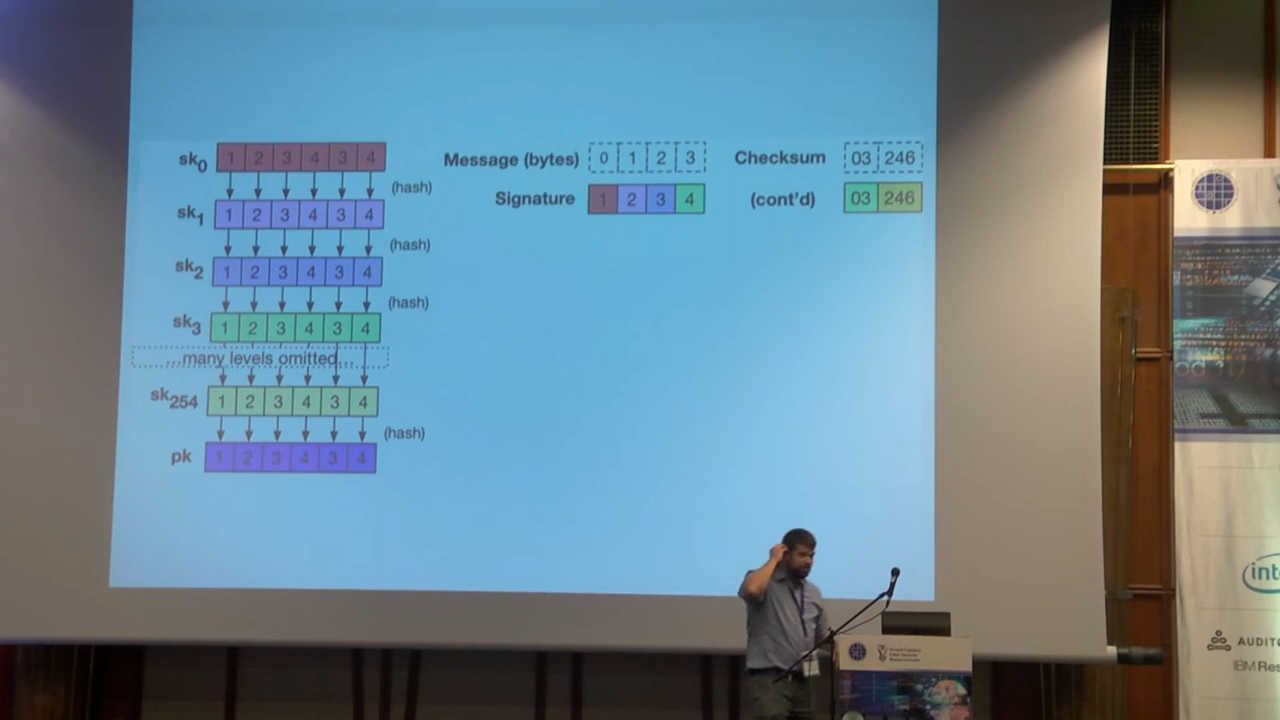 sk0 1 2 3 4 3 4
(hash)
sk1 1 2 3 4 3 4
(hash)
sk2 1 2 3 4 3 4
(hash)
sk3 1 2 3 4 3 4
...many levels omitted...
sk254 1 2 3 4 3 4
(hash)
pk 1 2 3 4 3 4
Message (bytes) 0 1 2 3 Checksum 03 246
Signature 1 2 3 4 (cont'd) 03 246
IBM